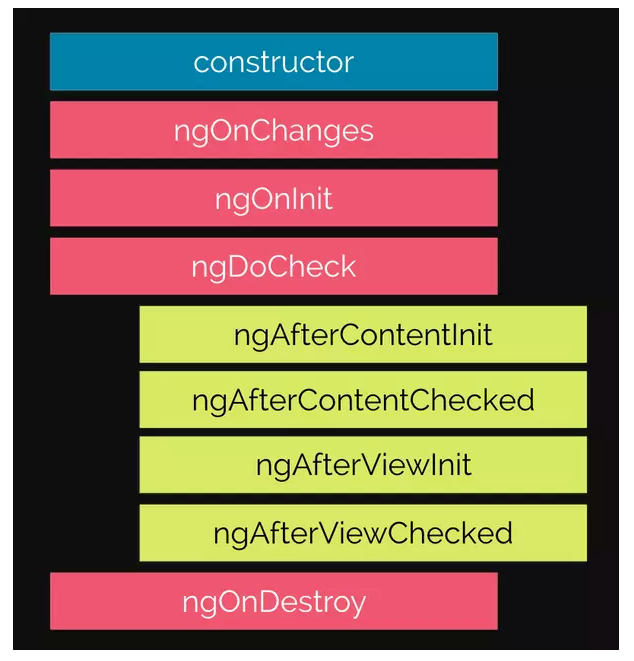 constructor
ngOnChanges
ngOnInit
ngDoCheck
ngAfterContentInit
ngAfterContentChecked
ngAfterViewInit
ngAfterViewChecked
ngOnDestroy